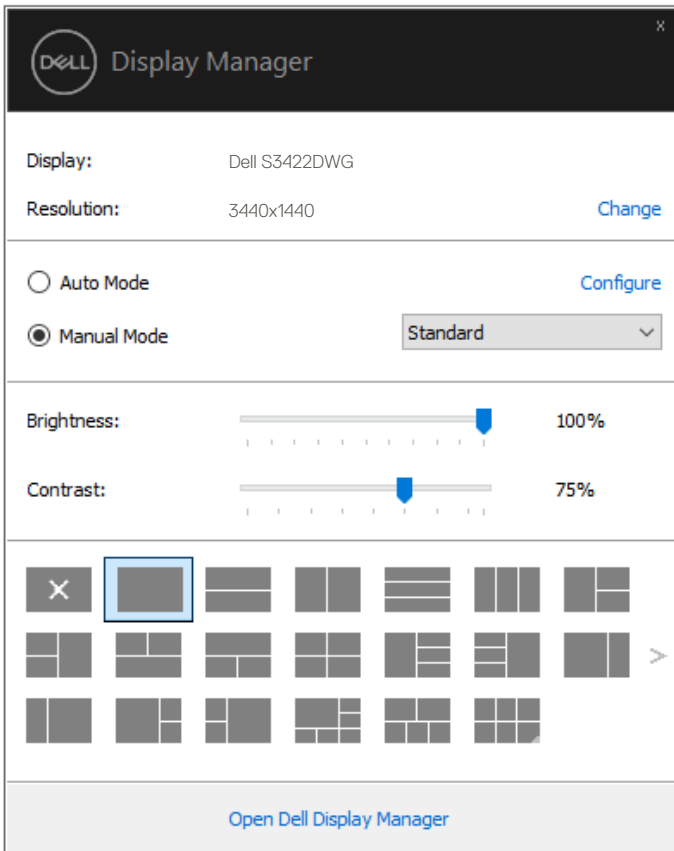 x
DELL Display Manager
Display: Dell S3422DWG
Resolution: 3440x1440 Change
Auto Mode Configure
Manual Mode Standard
Brightness: 100%
Contrast: 75%
Open Dell Display Manager